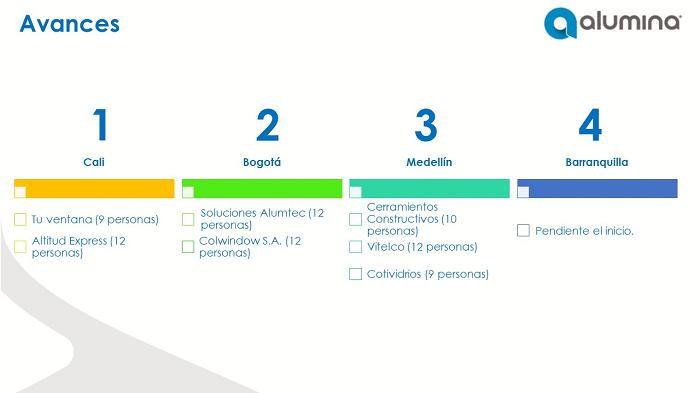 Avances
alumina
1
2
3
4
Cali
Bogotá
Medellín
Barranquilla
Tu ventana (9 personas)
Altitud Express (12
personas)
Soluciones Alumtec (12
personas)
Colwindow S.A. (12
personas)
Cerramientos
Constructivos (10
personas)
Vitelco (12 personas)
Cotividrios (9 personas)
Pendiente el inicio.